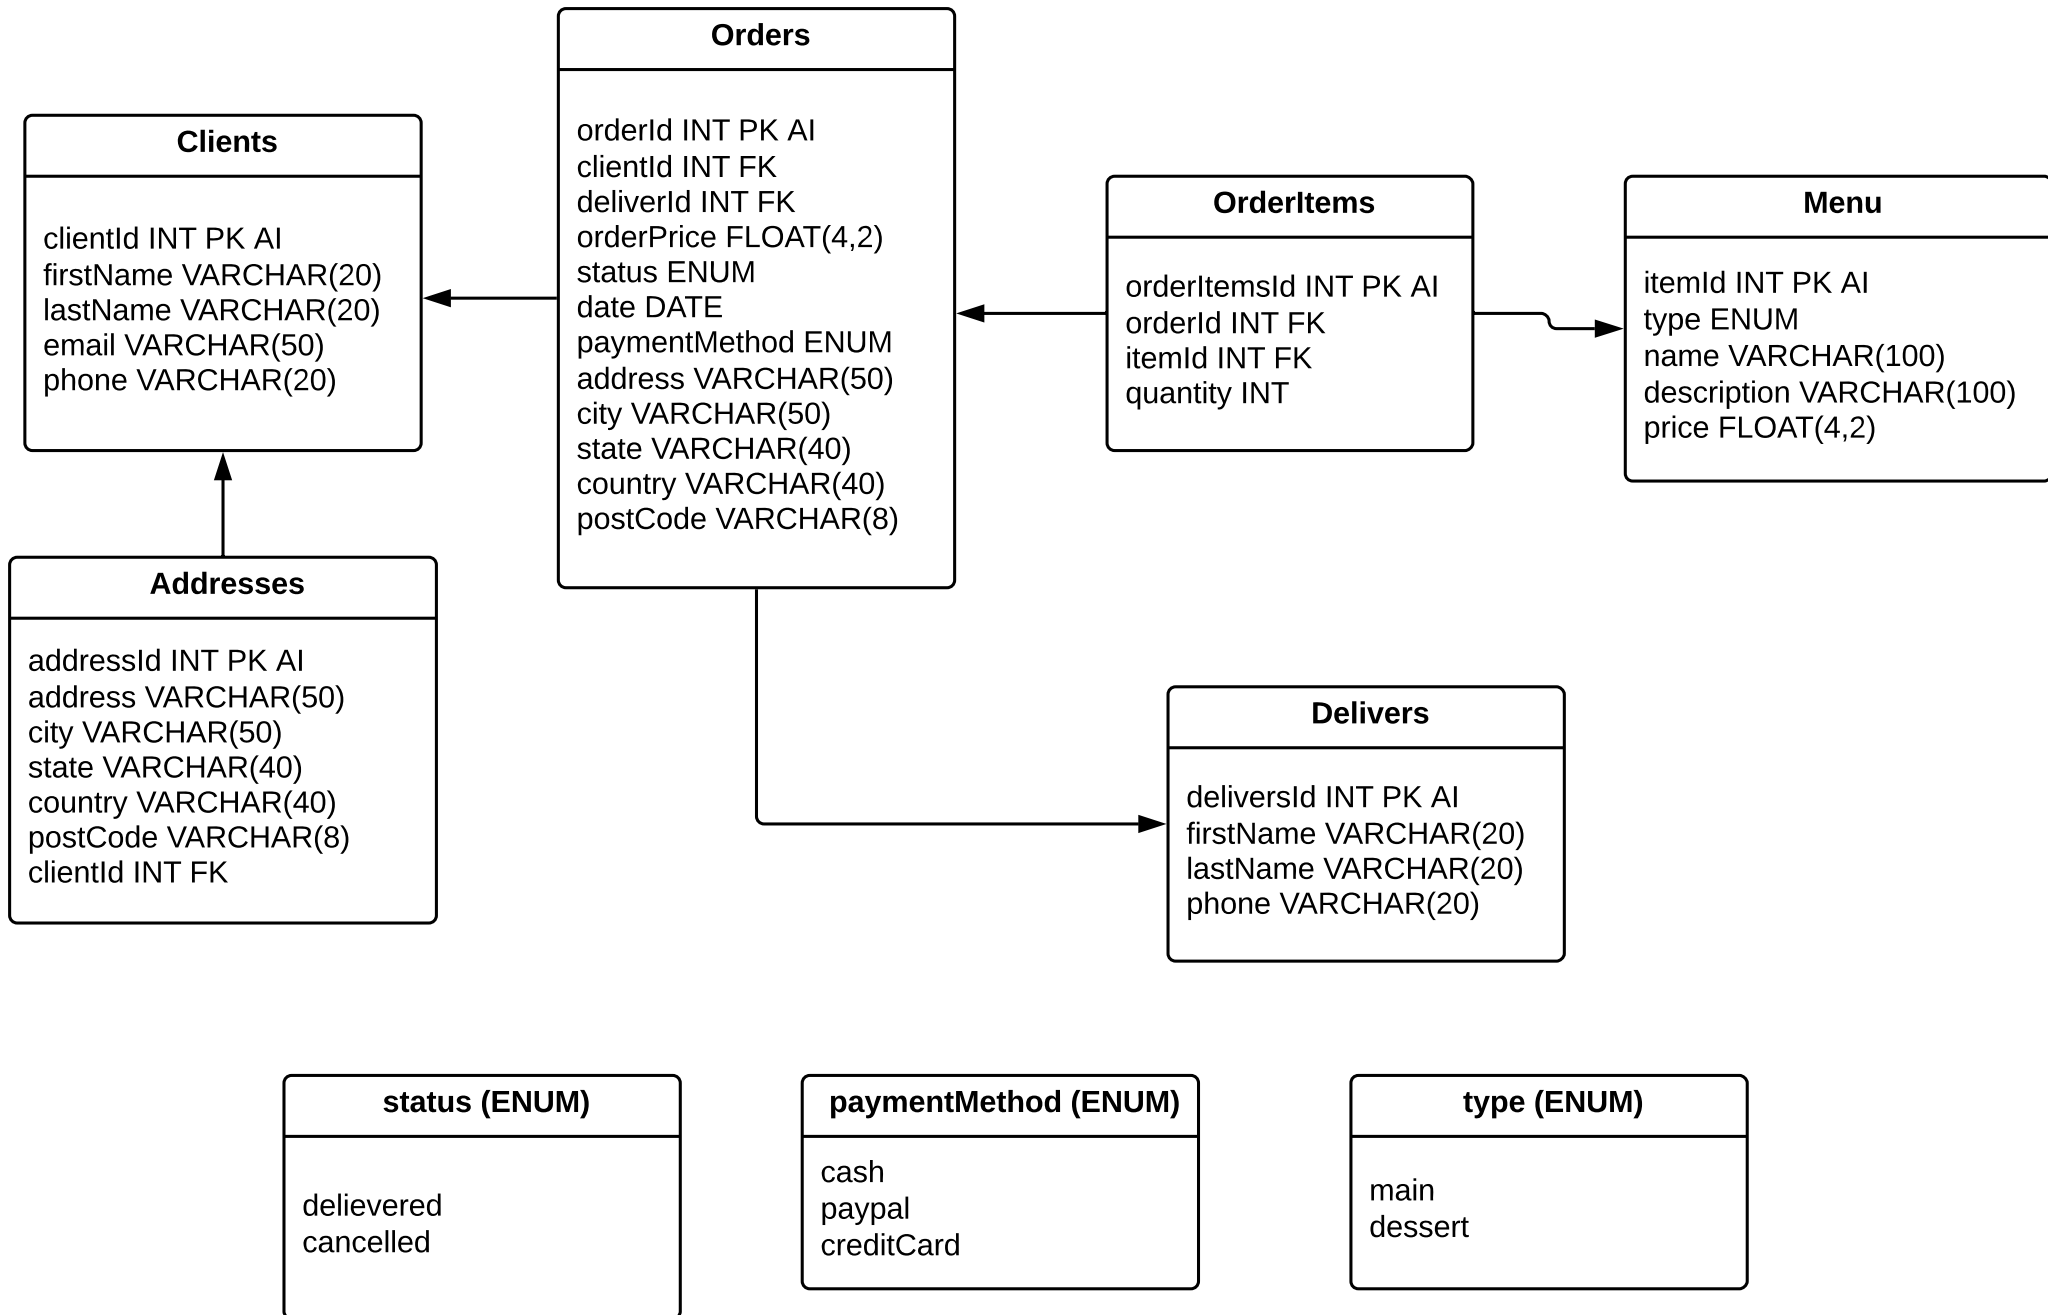 Orders
orderId INT PK AI
clientId INT FK
deliverId INT FK
orderPrice FLOAT(4,2)
status ENUM
date DATE
paymentMethod ENUM
address VARCHAR(50)
city VARCHAR(50)
state VARCHAR(40)
country VARCHAR(40)
postCode VARCHAR(8)
Clients
clientId INT PK AI
firstName VARCHAR(20)
lastName VARCHAR(20)
email VARCHAR(50)
phone VARCHAR(20)
OrderItems
orderItemsId INT PK AI
orderId INT FK
itemId INT FK
quantity INT
Menu
itemId INT PK AI
type ENUM
name VARCHAR(100)
description VARCHAR(100)
price FLOAT(4,2)
Addresses
addressId INT PK AI
address VARCHAR(50)
city VARCHAR(50)
state VARCHAR(40)
country VARCHAR(40)
postCode VARCHAR(8)
clientId INT FK
Delivers
deliversId INT PK AI
firstName VARCHAR(20)
lastName VARCHAR(20)
phone VARCHAR(20)
status (ENUM)
delievered
cancelled
paymentMethod (ENUM)
cash
paypal
creditCard
type (ENUM)
main
dessert